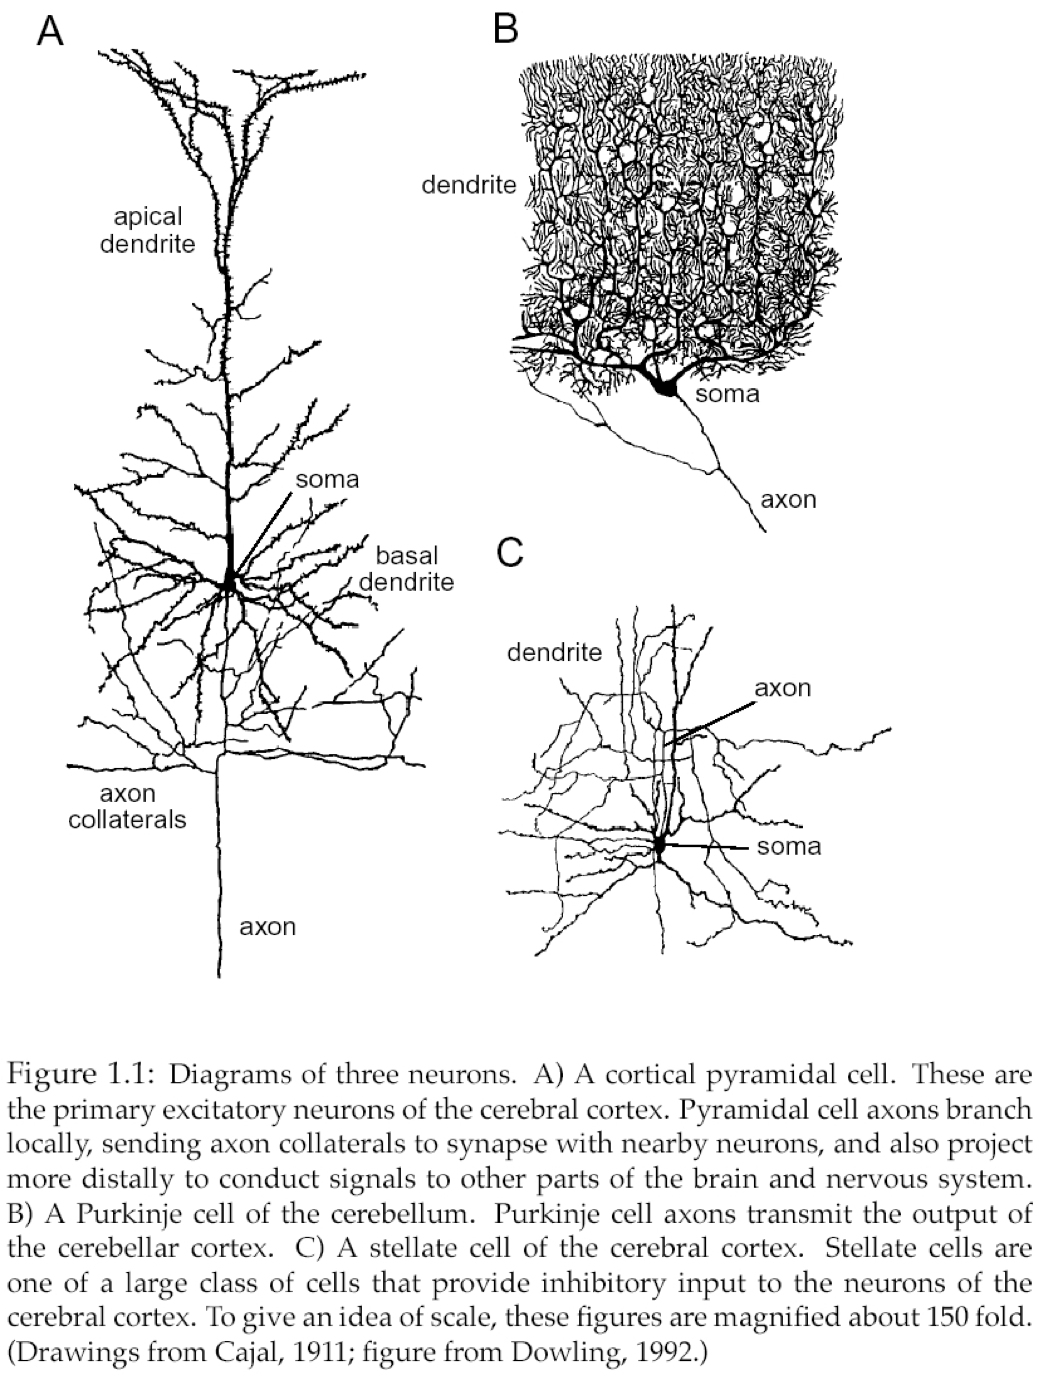 A
B
dendrite
apical
dendrite
soma
soma
axon
basal
dendrite
C
dendrite
axon
axon
collaterals
soma
axon
Figure 1.1: Diagrams of three neurons. A) A cortical pyramidal cell. These are
the primary excitatory neurons of the cerebral cortex. Pyramidal cell axons branch
locally, sending axon collaterals to synapse with nearby neurons, and also project
more distally to conduct signals to other parts of the brain and nervous system.
B) A Purkinje cell of the cerebellum. Purkinje cell axons transmit the output of
the cerebellar cortex. C) A stellate cell of the cerebral cortex. Stellate cells are
one of a large class of cells that provide inhibitory input to the neurons of the
cerebral cortex. To give an idea of scale, these figures are magnified about 150 fold.
(Drawings from Cajal, 1911; figure from Dowling, 1992.)